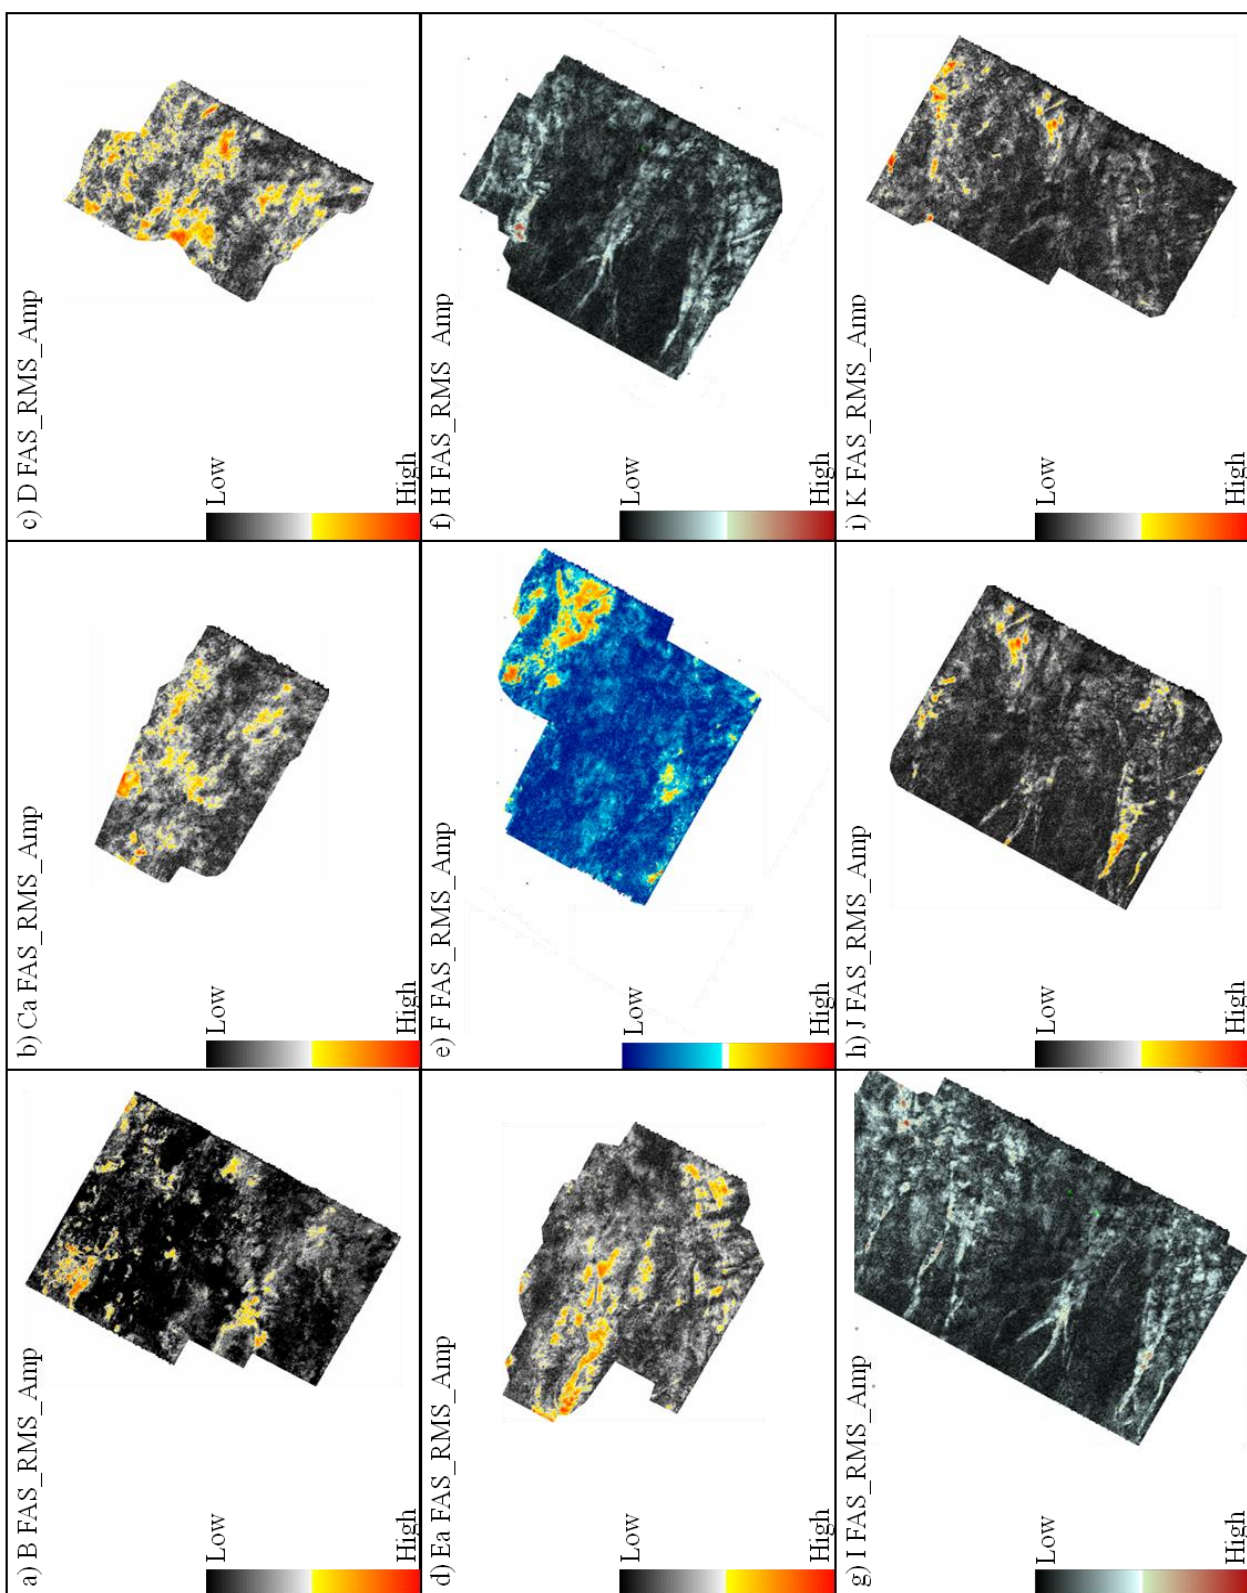 a) B FAS_RMS_Amp
Low
High
b) Ca FAS_RMS_Amp
Low
High
c) D FAS_RMS_Amp
Low
High
d) Ea FAS_RMS_Amp
Low
High
e) F FAS_RMS_Amp
Low
High
f) H FAS_RMS_Amp
Low
High
g) I FAS_RMS_Amp
Low
High
h) J FAS_RMS_Amp
Low
High
i) K FAS_RMS_Amp
Low
High